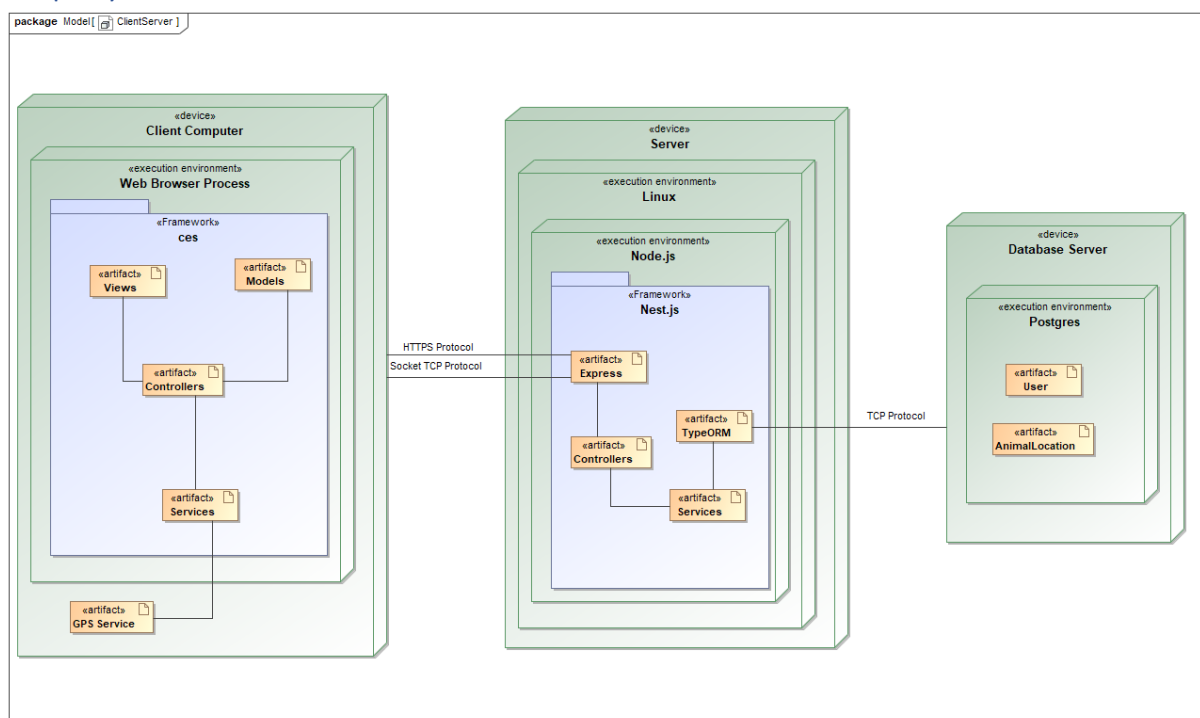 package Model[ ClientServer ]
«device»
Client Computer
«execution environment»
Web Browser Process
«Framework»
ces
«artifact»
Views
«artifact»
Models
«artifact»
Controllers
«artifact»
Services
«artifact»
GPS Service
HTTPS Protocol
Socket TCP Protocol
«device»
Server
«execution environment»
Linux
«execution environment»
Node.js
«Framework»
Nest.js
«artifact»
Express
«artifact»
TypeORM
«artifact»
Controllers
«artifact»
Services
TCP Protocol
«device»
Database Server
«execution environment»
Postgres
«artifact»
User
«artifact»
AnimalLocation